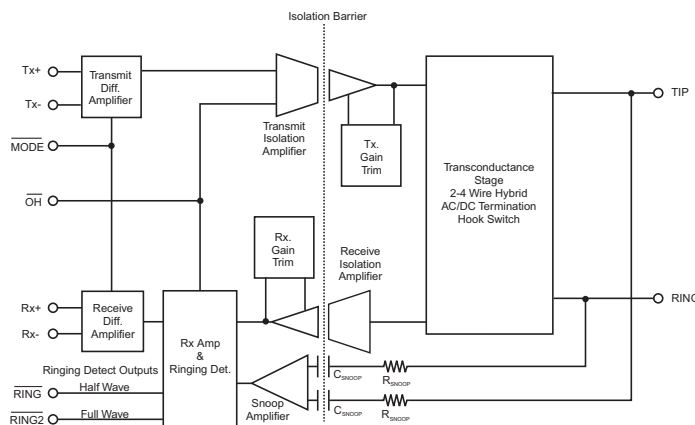 Isolation Barrier
Tx+
Tx-
Transmit
Diff.
Amplifier
MODE
OH
Transmit
Isolation
Amplifier
Tx.
Gain
Trim
Transconductance
Stage
2-4 Wire Hybrid
AC/DC Termination
Hook Switch
TIP
RING
Rx.
Gain
Trim
Receive
Isolation
Amplifier
Rx+
Rx-
Receive
Diff.
Amplifier
Rx Amp
&
Ringing Det.
Ringing Detect Outputs
RING
Half Wave
RING2
Full Wave
Snoop
Amplifier
CSNOOP
RSNOOP
CSNOOP
RSNOOP